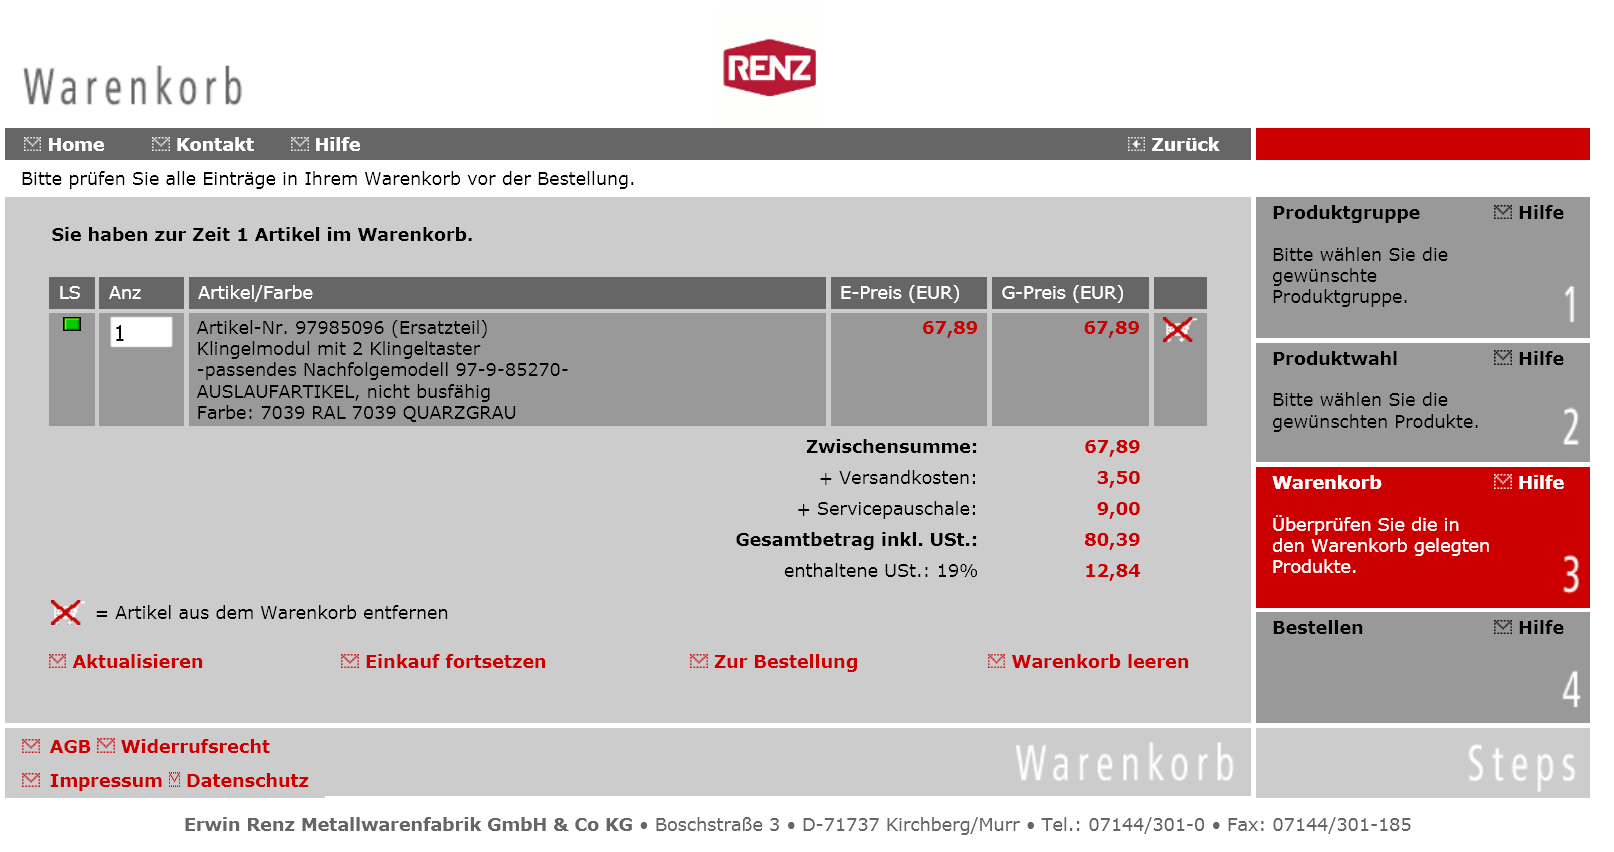 RENZ
Warenkorb
Home Kontakt Hilfe Zurück
Bitte prüfen Sie alle Einträge in Ihrem Warenkorb vor der Bestellung.
Sie haben zur Zeit 1 Artikel im Warenkorb.
LS Anz Artikel/Farbe E-Preis (EUR) G-Preis (EUR)
1 Artikel-Nr. 97985096 (Ersatzteil) 67,89 67,89
Klingelmodul mit 2 Klingeltaster
-passendes Nachfolgemodell 97-9-85270-
AUSLAUFARTIKEL, nicht busfähig
Farbe: 7039 RAL 7039 QUARZGRAU
Zwischensumme: 67,89
+ Versandkosten: 3,50
+ Servicepauschale: 9,00
Gesamtbetrag inkl. USt.: 80,39
enthaltene USt.: 19% 12,84
= Artikel aus dem Warenkorb entfernen
Aktualisieren Einkauf fortsetzen Zur Bestellung Warenkorb leeren
Produktgruppe Hilfe
Bitte wählen Sie die
gewünschte
Produktgruppe.
1
Produktwahl Hilfe
Bitte wählen Sie die
gewünschten Produkte.
2
Warenkorb Hilfe
Überprüfen Sie die in
den Warenkorb gelegten
Produkte.
3
Bestellen Hilfe
4
AGB Widerrufsrecht
Impressum Datenschutz
Warenkorb
Steps
Erwin Renz Metallwarenfabrik GmbH & Co KG • Boschstraße 3 • D-71737 Kirchberg/Murr • Tel.: 07144/301-0 • Fax: 07144/301-185